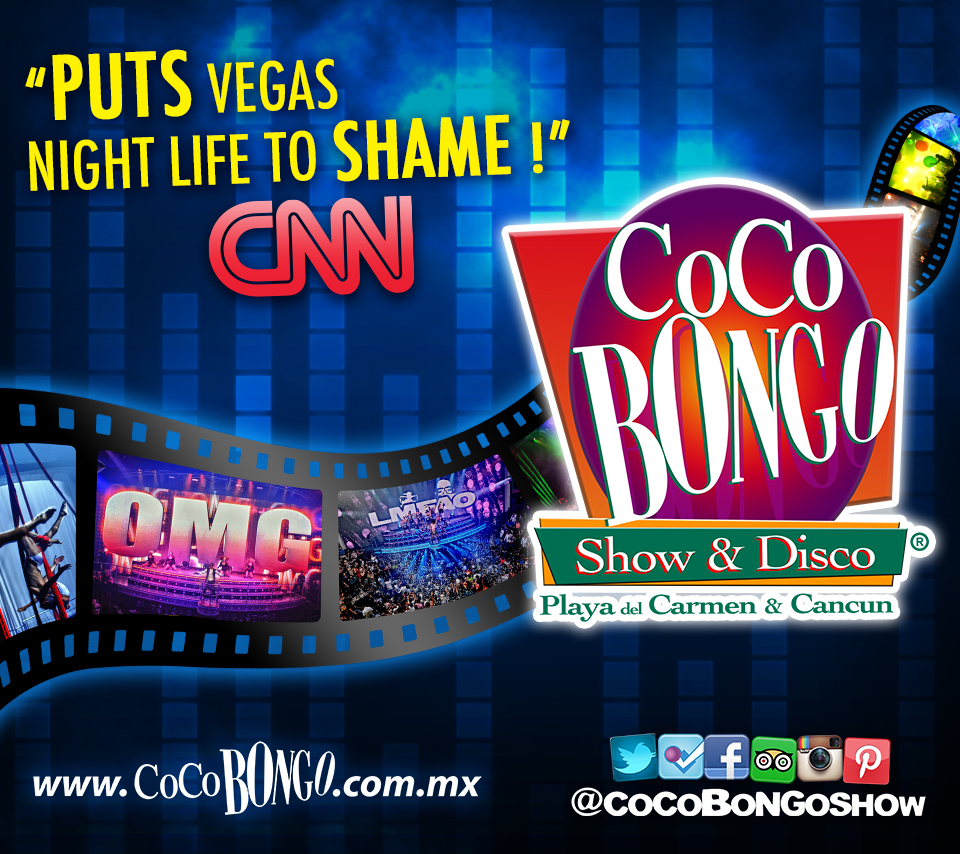 “PUTS VEGAS
NIGHT LIFE TO SHAME !”
CNN
COCO
BONGO
Show & Disco ®
Playa del Carmen & Cancun
OMG
LMFAO
www.COCOBONGO.com.mx
@COCOBONGOSHOW